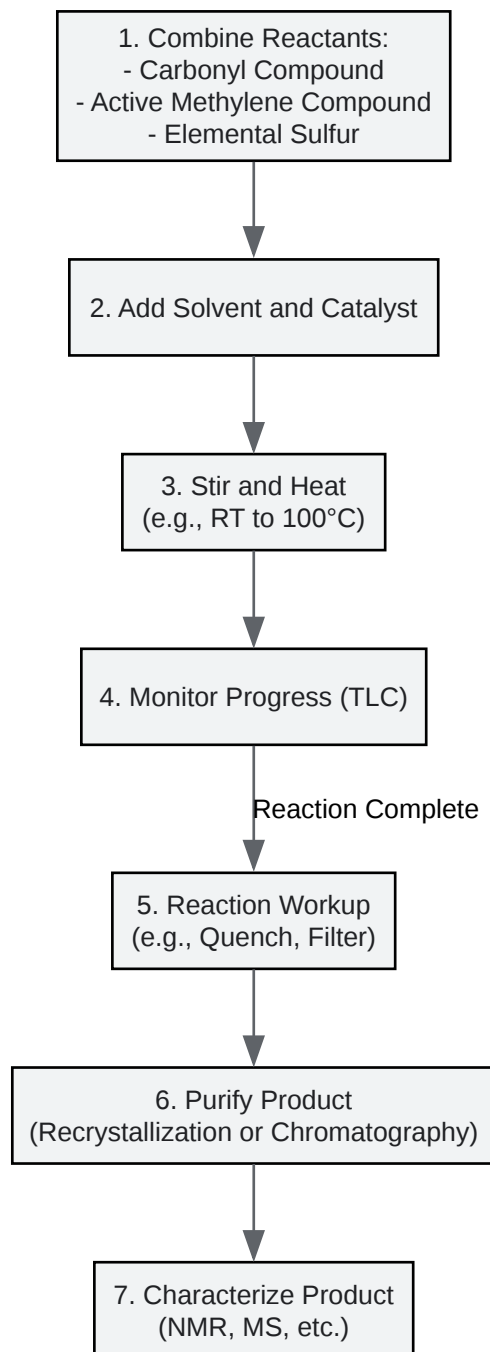 1. Combine Reactants:
- Carbonyl Compound
- Active Methylene Compound
- Elemental Sulfur
2. Add Solvent and Catalyst
3. Stir and Heat
(e.g., RT to 100°C)
4. Monitor Progress (TLC)
Reaction Complete
5. Reaction Workup
(e.g., Quench, Filter)
6. Purify Product
(Recrystallization or Chromatography)
7. Characterize Product
(NMR, MS, etc.)